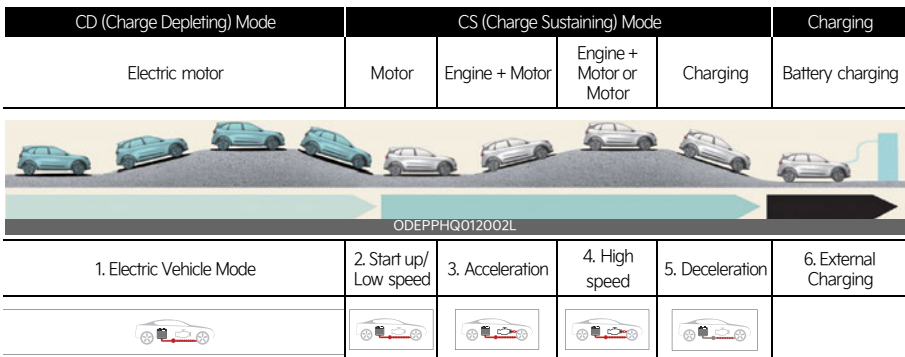 CD (Charge Depleting) Mode
CS (Charge Sustaining) Mode
Charging
Electric motor
Motor
Engine + Motor
Engine +
Motor or
Motor
Charging
Battery charging
ODEPPHQ012002L
1. Electric Vehicle Mode
2. Start up/
Low speed
3. Acceleration
4. High
speed
5. Deceleration
6. External
Charging